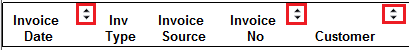 Invoice Inv Invoice Invoice
Date Type Source No Customer